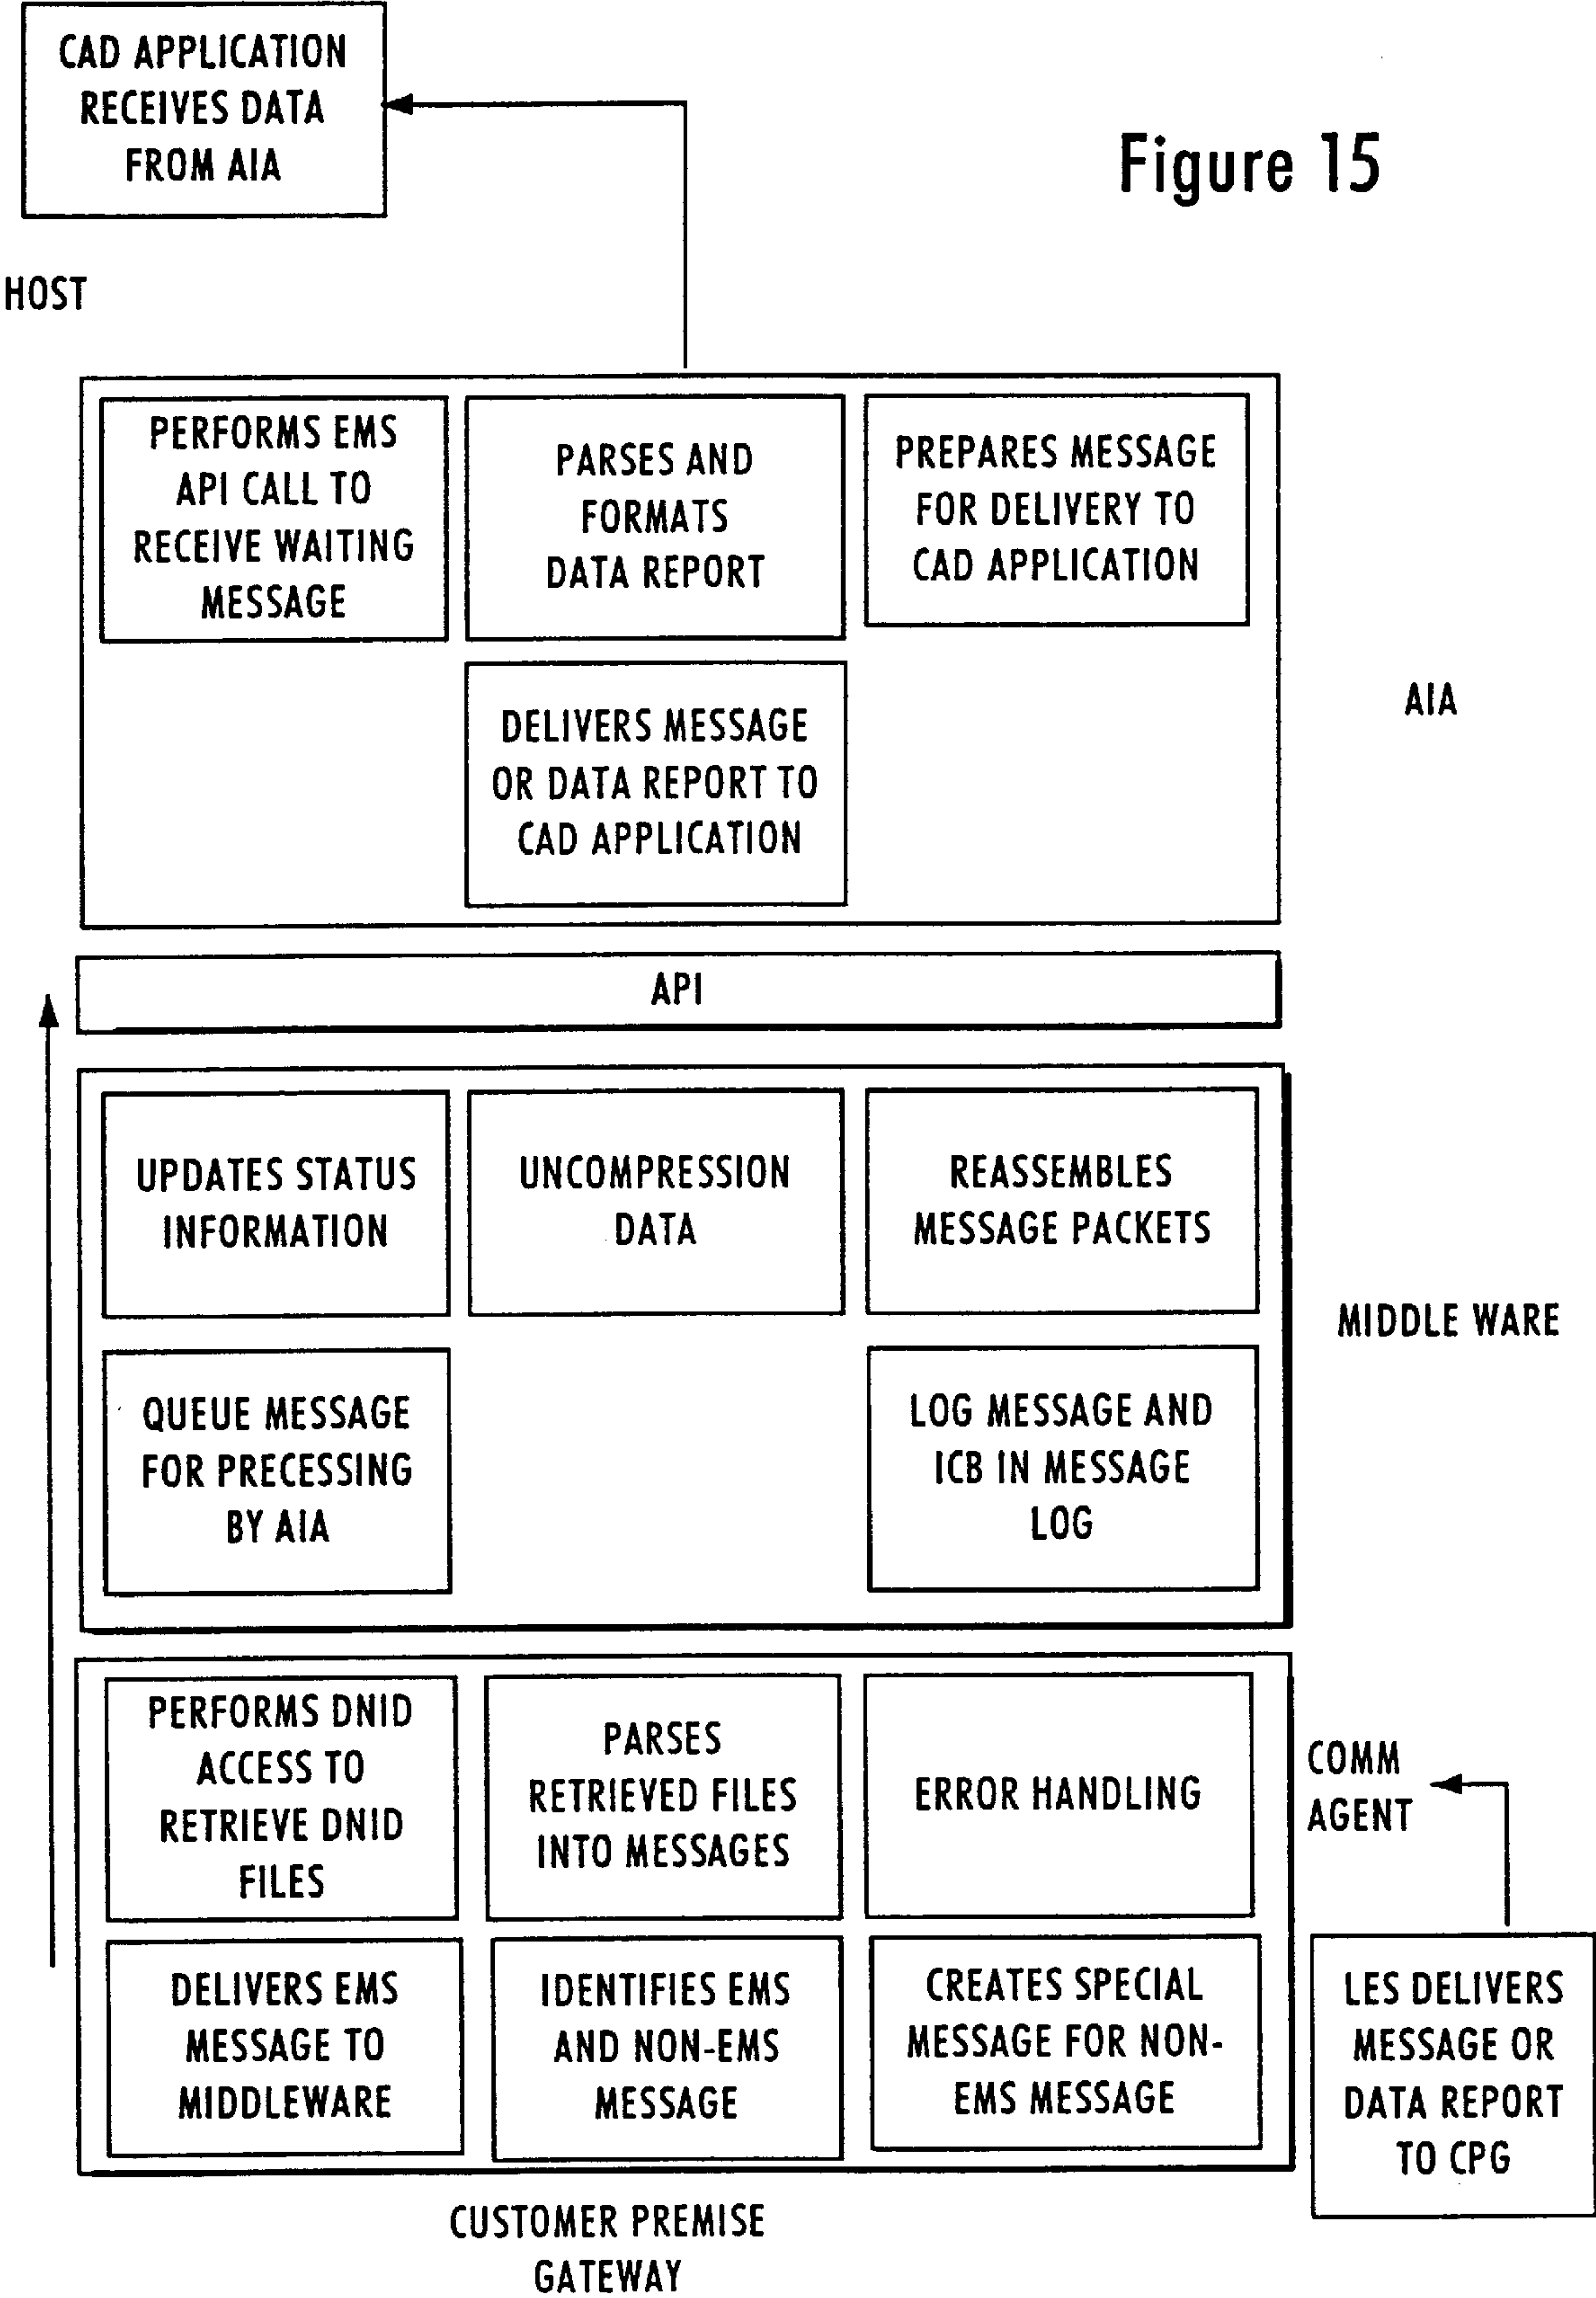 CAD APPLICATION
RECEIVES DATA
FROM AIA
Figure 15
HOST
PERFORMS EMS
API CALL TO
RECEIVE WAITING
MESSAGE
PARSES AND
FORMATS
DATA REPORT
PREPARES MESSAGE
FOR DELIVERY TO
CAD APPLICATION
DELIVERS MESSAGE
OR DATA REPORT TO
CAD APPLICATION
AIA
API
UPDATES STATUS
INFORMATION
UNCOMPRESSION
DATA
REASSEMBLES
MESSAGE PACKETS
MIDDLE WARE
QUEUE MESSAGE
FOR PRECESSING
BY AIA
LOG MESSAGE AND
ICB IN MESSAGE
LOG
PERFORMS DNID
ACCESS TO
RETRIEVE DNID
FILES
PARSES
RETRIEVED FILES
INTO MESSAGES
ERROR HANDLING
COMM
AGENT
DELIVERS EMS
MESSAGE TO
MIDDLEWARE
IDENTIFIES EMS
AND NON-EMS
MESSAGE
CREATES SPECIAL
MESSAGE FOR NON-
EMS MESSAGE
LES DELIVERS
MESSAGE OR
DATA REPORT
TO CPG
CUSTOMER PREMISE
GATEWAY